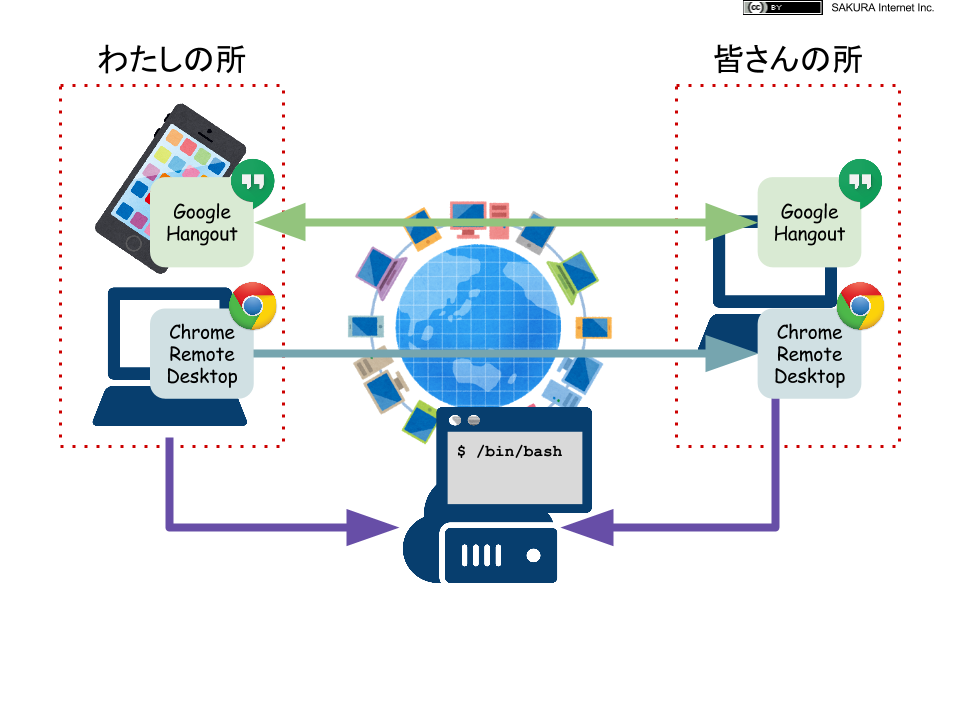 BY
SAKURA Internet Inc.
わたしの所
皆さんの所
Google
Hangout
Google
Hangout
Chrome
Remote
Desktop
Chrome
Remote
Desktop
$ /bin/bash